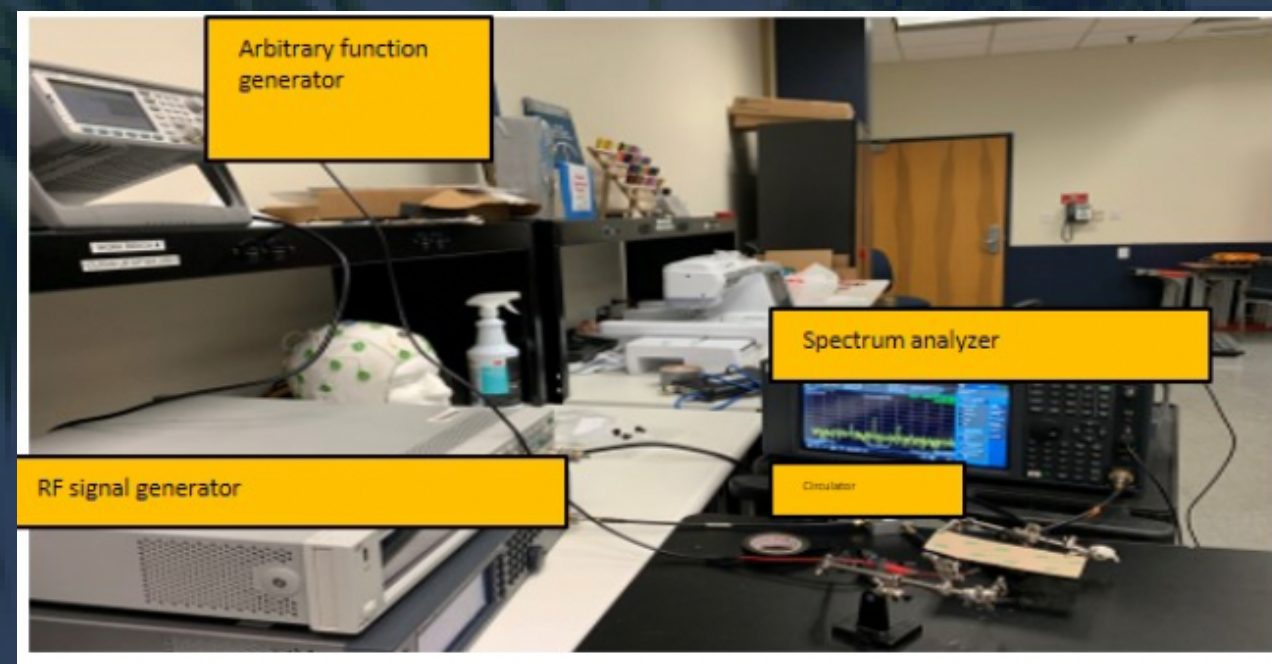 Arbitrary function
generator
Spectrum analyzer
RF signal generator
Circulator